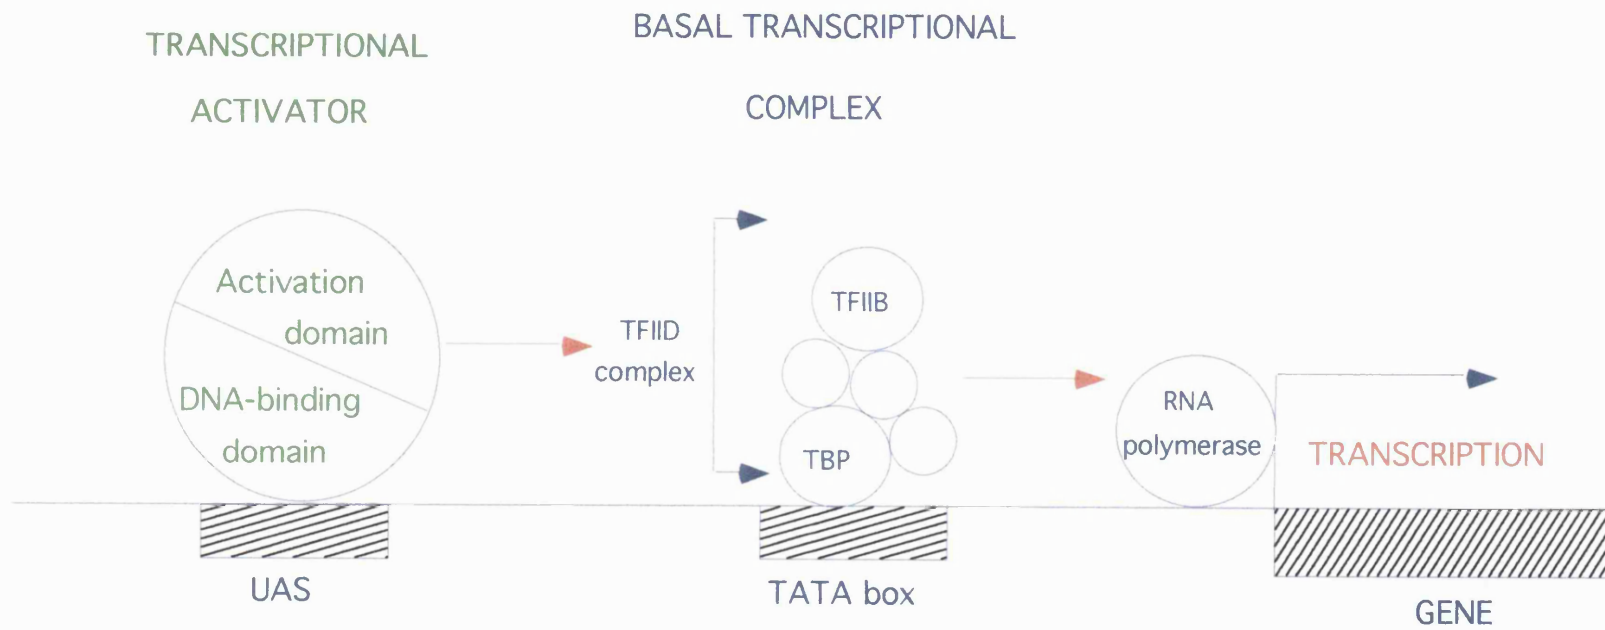 TRANSCRIPTIONAL
ACTIVATOR
BASAL TRANSCRIPTIONAL
COMPLEX
Activation
domain
DNA-binding
domain
TFIID
complex
TFIIB
TBP
RNA
polymerase
TRANSCRIPTION
UAS
TATA box
GENE